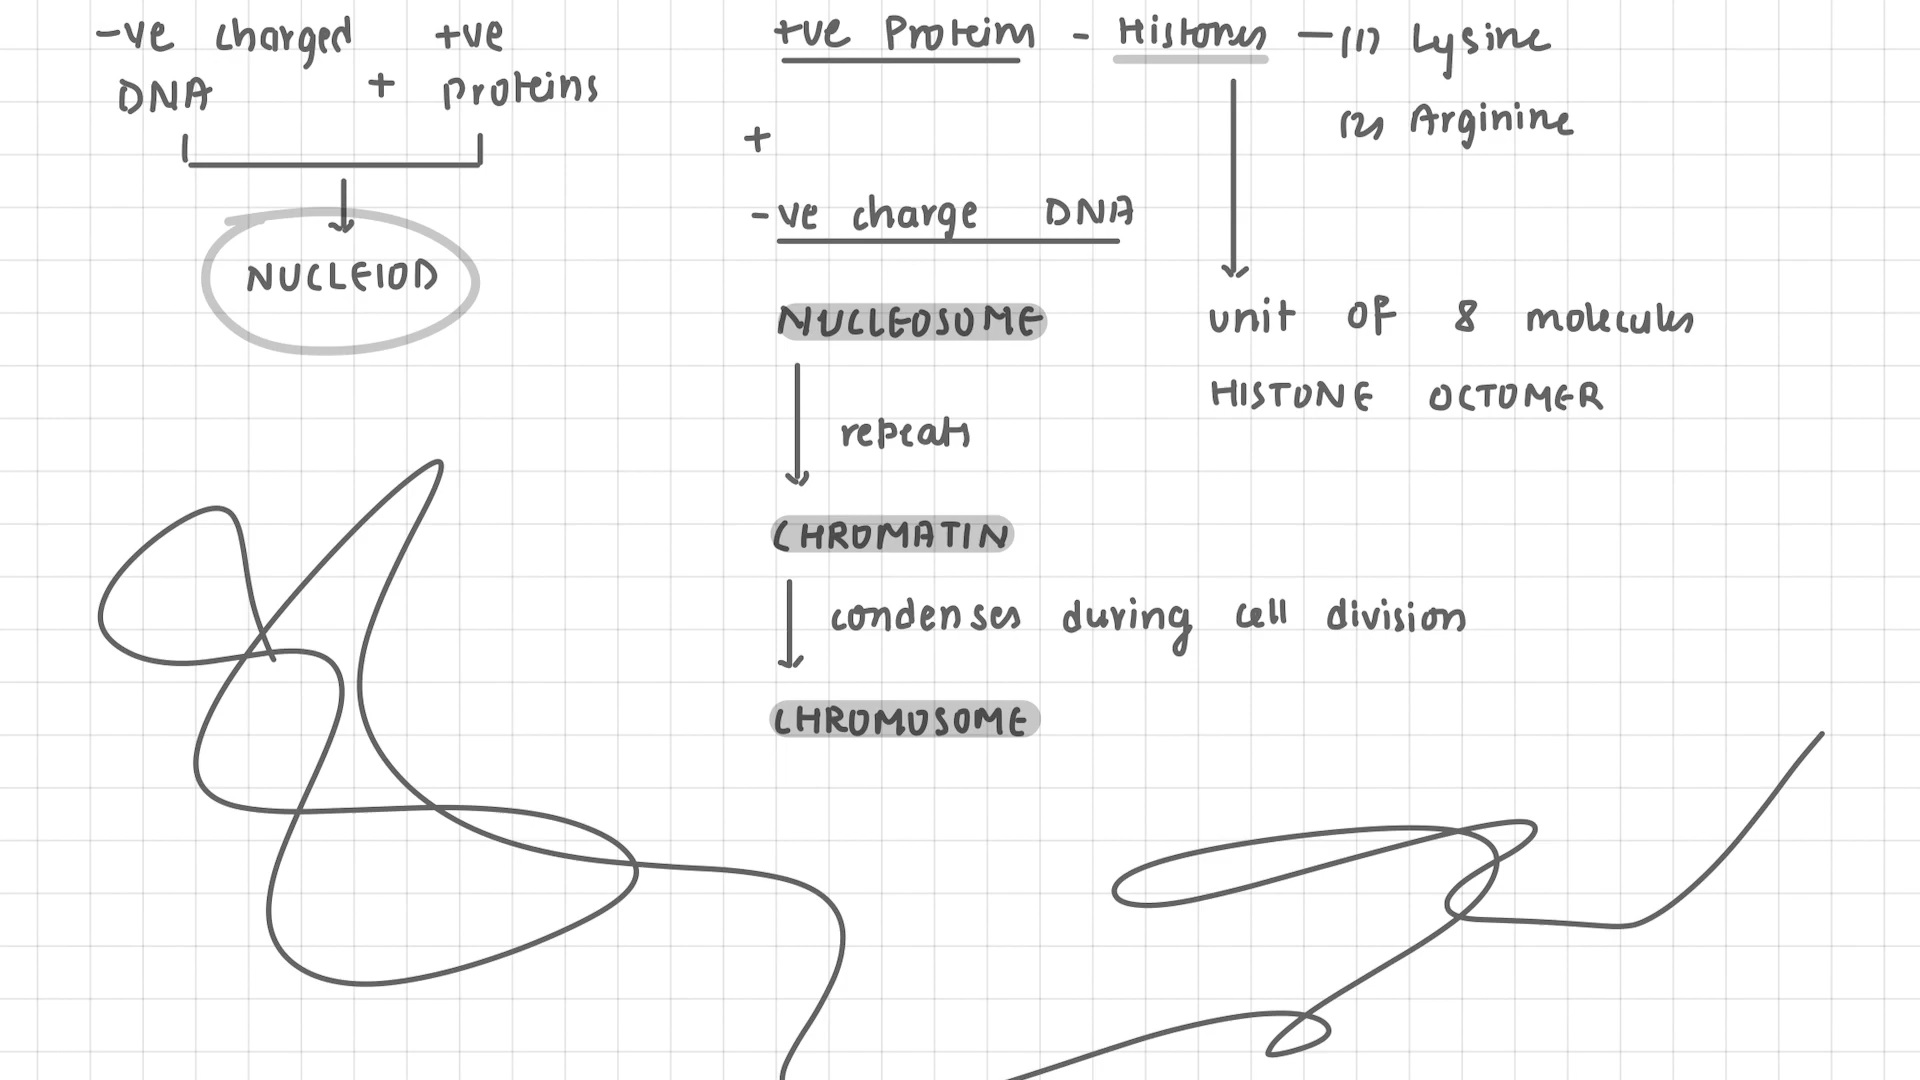 -ve charged +ve
DNA + proteins
NUCLEIOD
+ve Protein - Histones - (1) Lysine
(2) Arginine
+
-ve charge DNA
NUCLEOSOME
unit of 8 molecules
HISTONE OCTOMER
repeats
CHROMATIN
condenses during cell division
CHROMOSOME